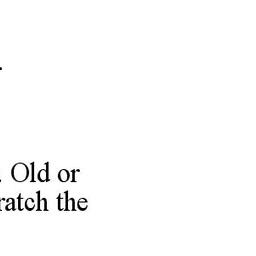 .
. Old or
ratch the